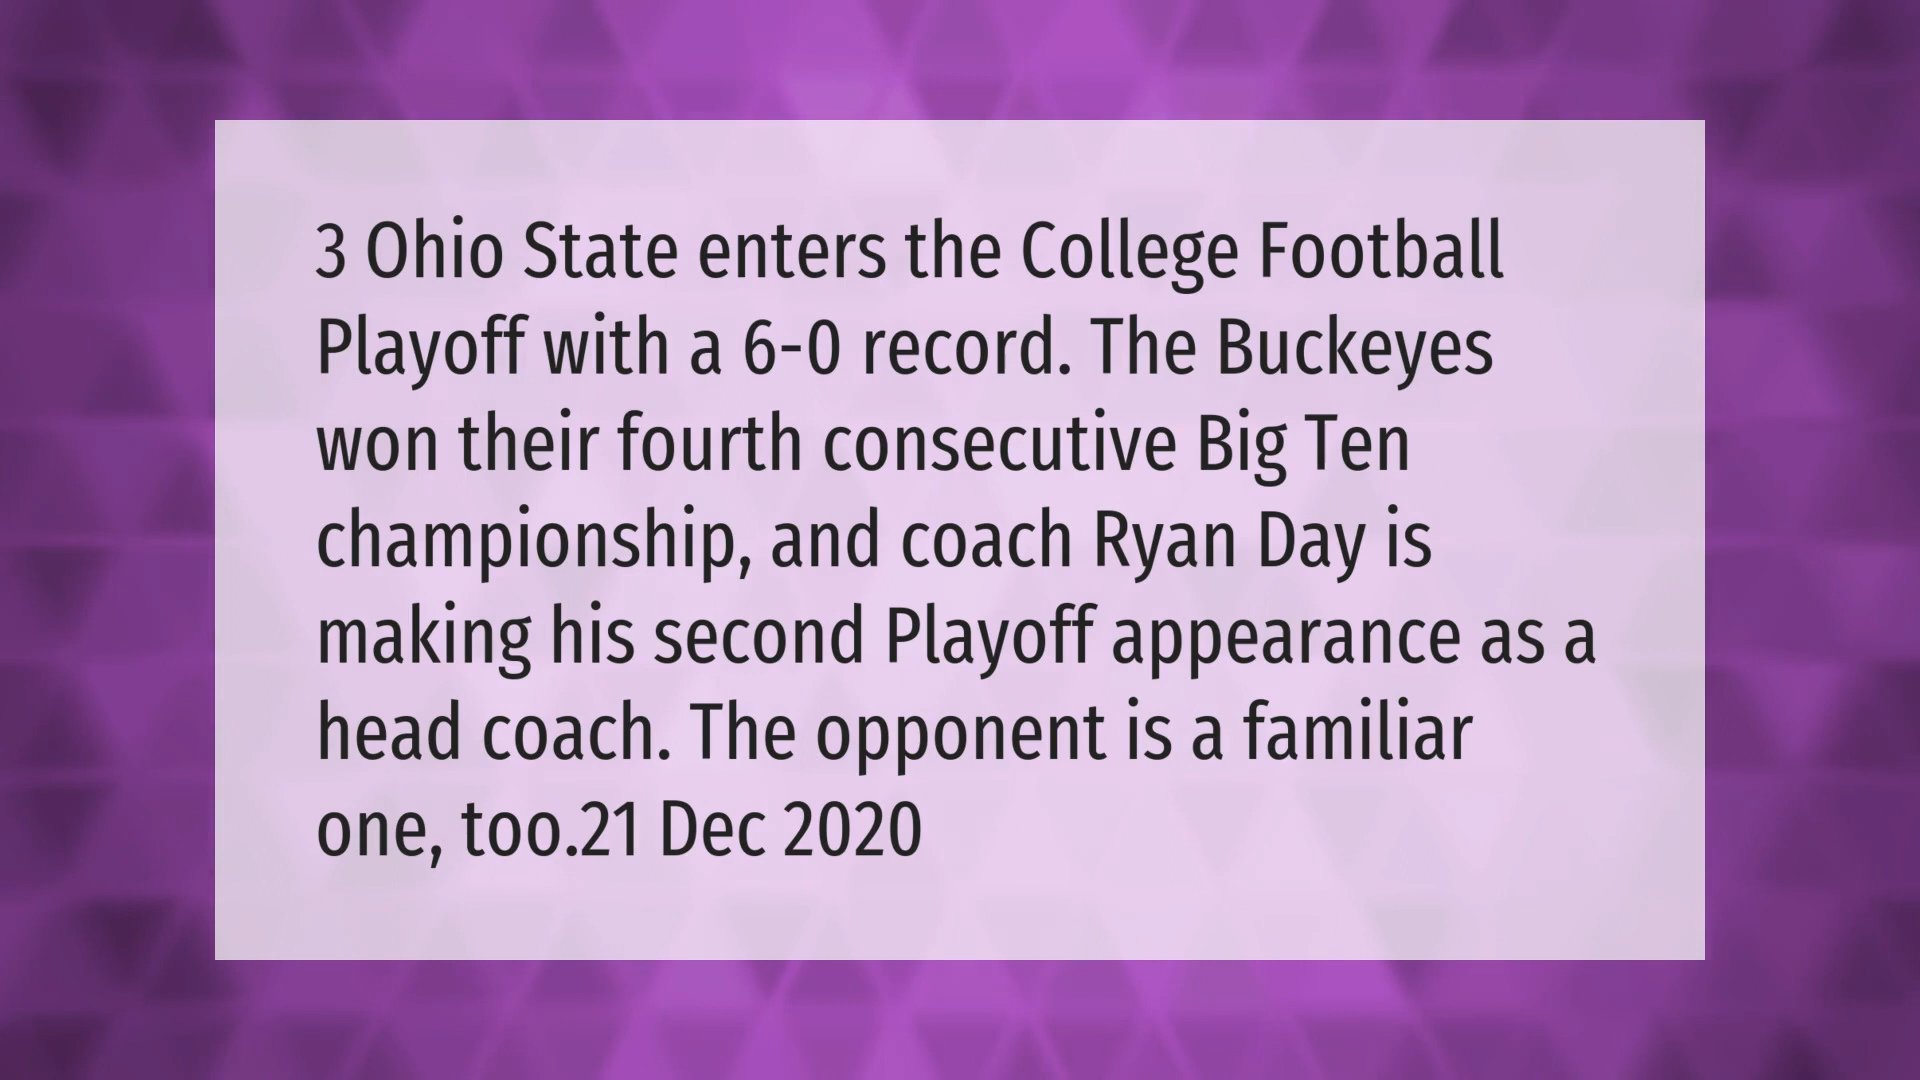 3 Ohio State enters the College Football
Playoff with a 6-0 record. The Buckeyes
won their fourth consecutive Big Ten
championship, and coach Ryan Day is
making his second Playoff appearance as a
head coach. The opponent is a familiar
one, too.21 Dec 2020